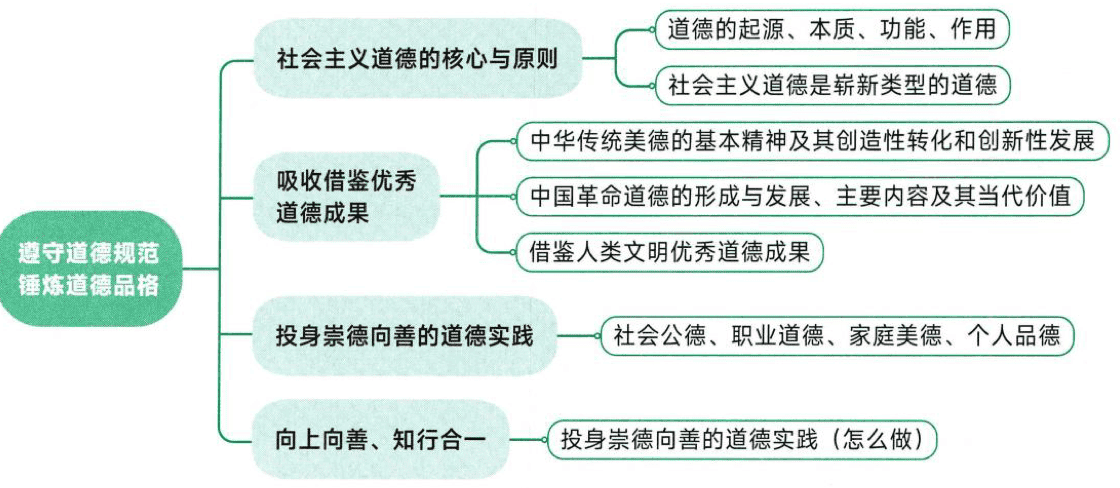 遵守道德规范
锤炼道德品格
社会主义道德的核心与原则
道德的起源、本质、功能、作用
社会主义道德是崭新类型的道德
吸收借鉴优秀
道德成果
中华传统美德的基本精神及其创造性转化和创新性发展
中国革命道德的形成与发展、主要内容及其当代价值
借鉴人类文明优秀道德成果
投身崇德向善的道德实践
社会公德、职业道德、家庭美德、个人品德
向上向善、知行合一
投身崇德向善的道德实践（怎么做）